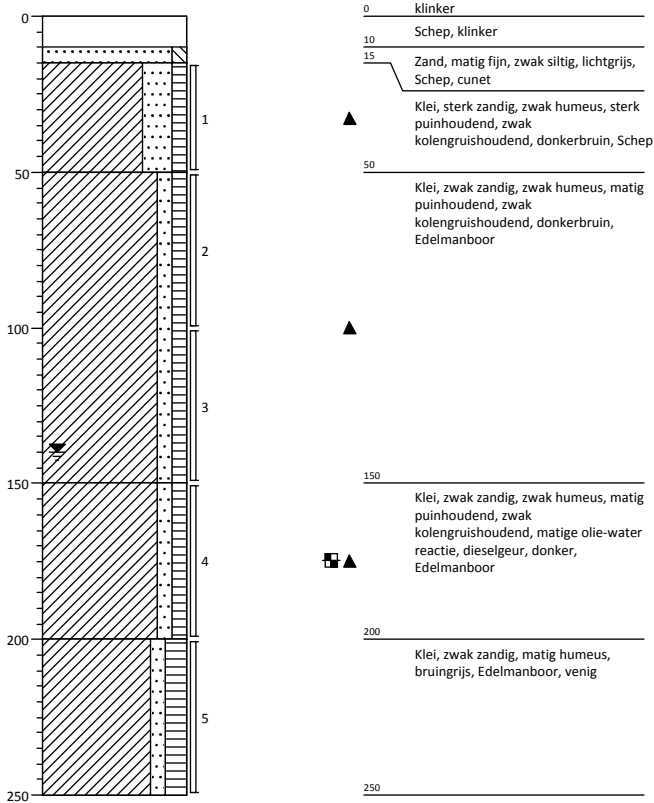 0
50
100
150
200
250
1
2
3
4
5
0
klinker
10
Schep, klinker
15
Zand, matig fijn, zwak siltig, lichtgrijs,
Schep, cunet
Klei, sterk zandig, zwak humeus, sterk
puinhoudend, zwak
kolengruishoudend, donkerbruin, Schep
50
Klei, zwak zandig, zwak humeus, matig
puinhoudend, zwak
kolengruishoudend, donkerbruin,
Edelmanboor
150
Klei, zwak zandig, zwak humeus, matig
puinhoudend, zwak
kolengruishoudend, matige olie-water
reactie, dieselgeur, donker,
Edelmanboor
200
Klei, zwak zandig, matig humeus,
bruingrijs, Edelmanboor, venig
250